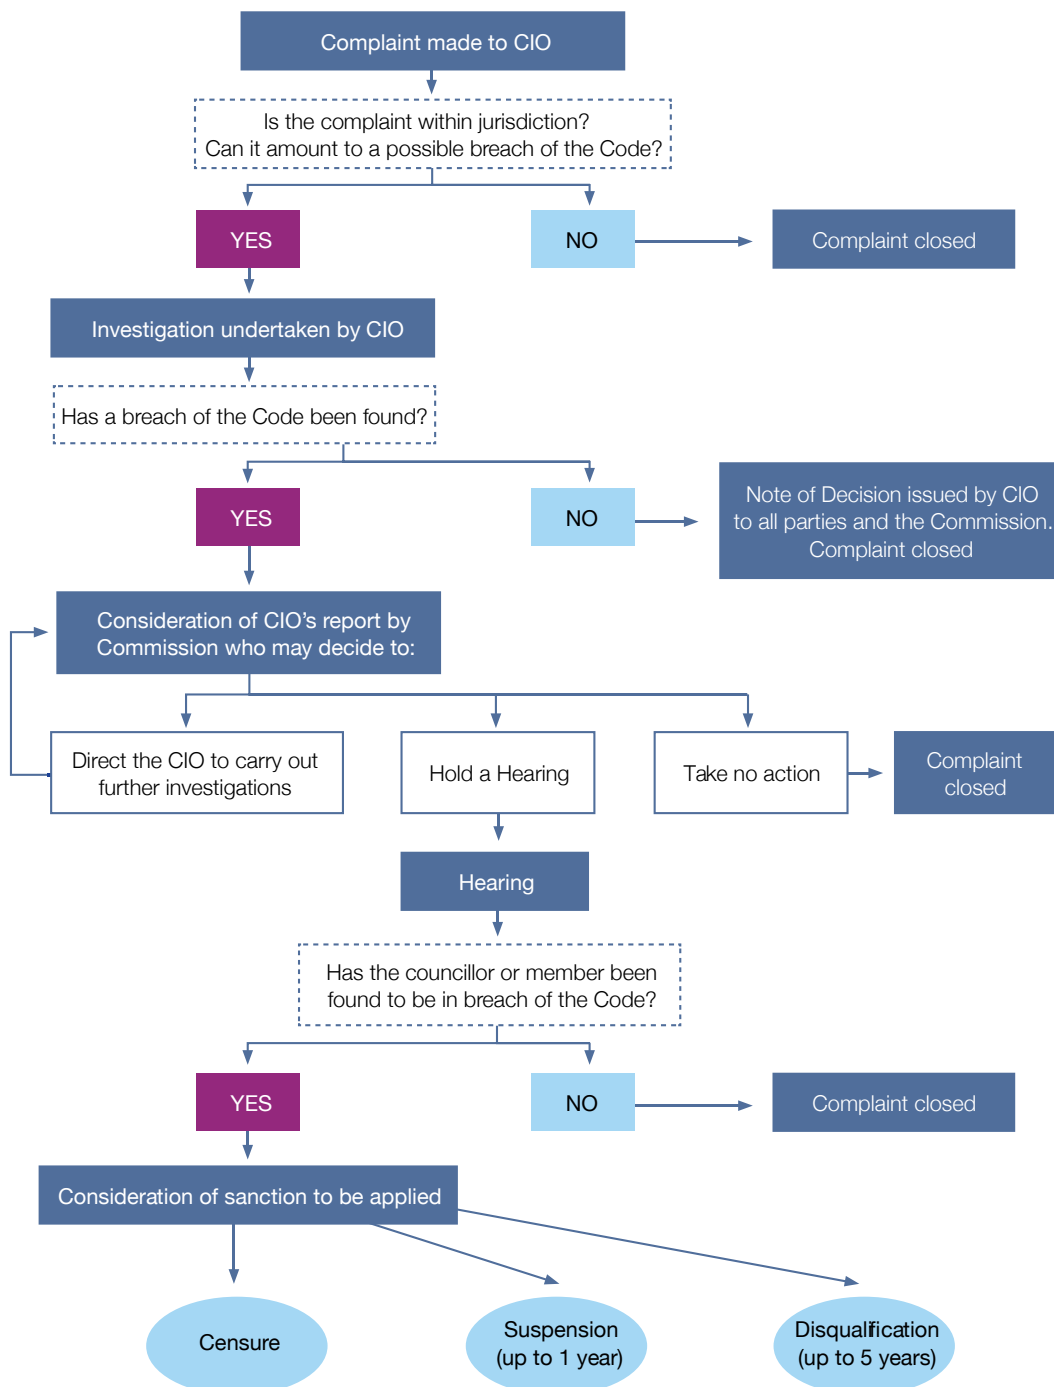 Complaint made to CIO
Is the complaint within jurisdiction?
Can it amount to a possible breach of the Code?
YES
NO
Complaint closed
Investigation undertaken by CIO
Has a breach of the Code been found?
YES
NO
Note of Decision issued by CIO
to all parties and the Commission.
Complaint closed
Consideration of CIO's report by
Commission who may decide to:
Direct the CIO to carry out
further investigations
Hold a Hearing
Take no action
Complaint
closed
Hearing
Has the councillor or member been
found to be in breach of the Code?
YES
NO
Complaint closed
Consideration of sanction to be applied
Censure
Suspension
(up to 1 year)
Disqualification
(up to 5 years)